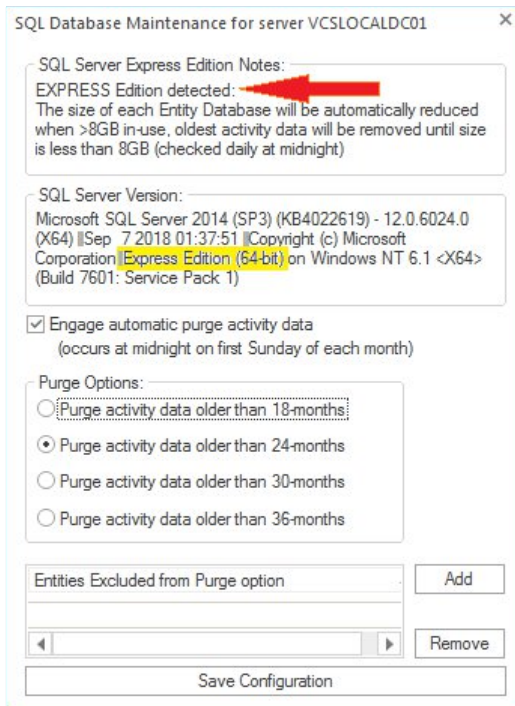 SQL Database Maintenance for server VCSLOCALDC01
SQL Server Express Edition Notes:
EXPRESS Edition detected:
The size of each Entity Database will be automatically reduced
when >8GB in-use, oldest activity data will be removed until size
is less than 8GB (checked daily at midnight)
SQL Server Version:
Microsoft SQL Server 2014 (SP3) (KB4022619) - 12.0.6024.0
(X64) ||Sep 7 2018 01:37:51 ||Copyright (c) Microsoft
Corporation ||Express Edition (64-bit) on Windows NT 6.1 <X64>
(Build 7601: Service Pack 1)
Engage automatic purge activity data
(occurs at midnight on first Sunday of each month)
Purge Options:
Purge activity data older than 18-months
Purge activity data older than 24-months
Purge activity data older than 30-months
Purge activity data older than 36-months
Entities Excluded from Purge option
Add
Remove
Save Configuration